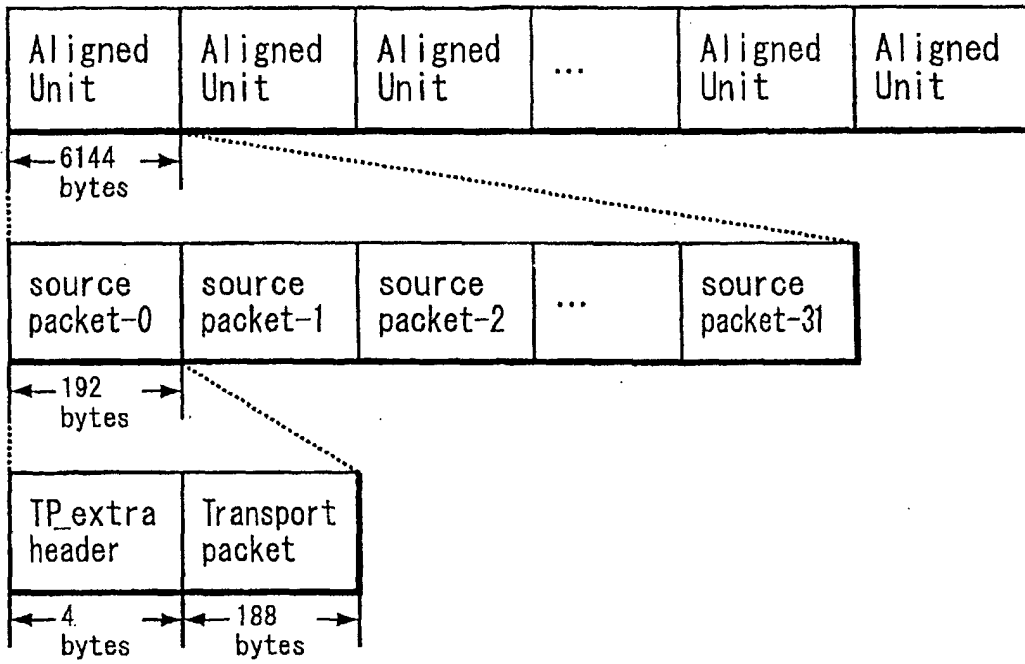 Aligned Unit
Aligned Unit
Aligned Unit
...
Aligned Unit
Aligned Unit
6144 bytes
source packet-0
source packet-1
source packet-2
...
source packet-31
192 bytes
TP_extra header
Transport packet
4 bytes
188 bytes